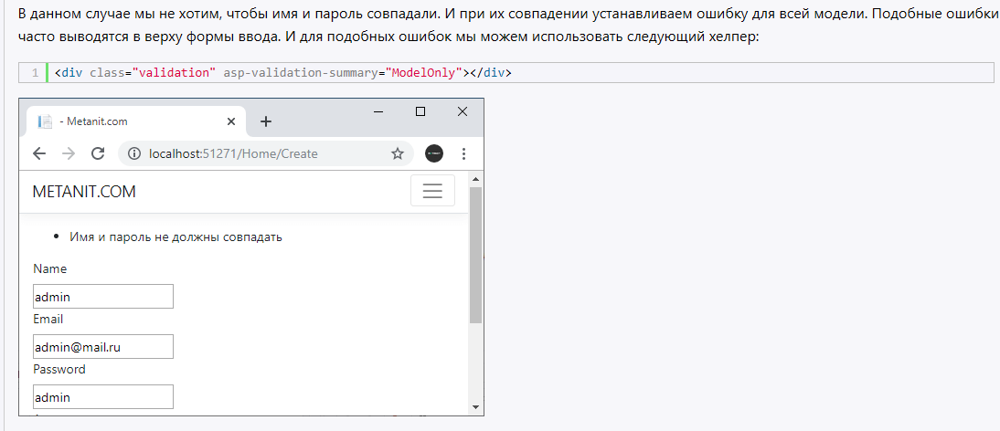 В данном случае мы не хотим, чтобы имя и пароль совпадали. И при их совпадении устанавливаем ошибку для всей модели. Подобные ошибки
часто выводятся в верху формы ввода. И для подобных ошибок мы можем использовать следующий хелпер:
1 <div class="validation" asp-validation-summary="ModelOnly"></div>
- Metanit.com
localhost:51271/Home/Create
METANIT.COM
• Имя и пароль не должны совпадать
Name
admin
Email
admin@mail.ru
Password
admin